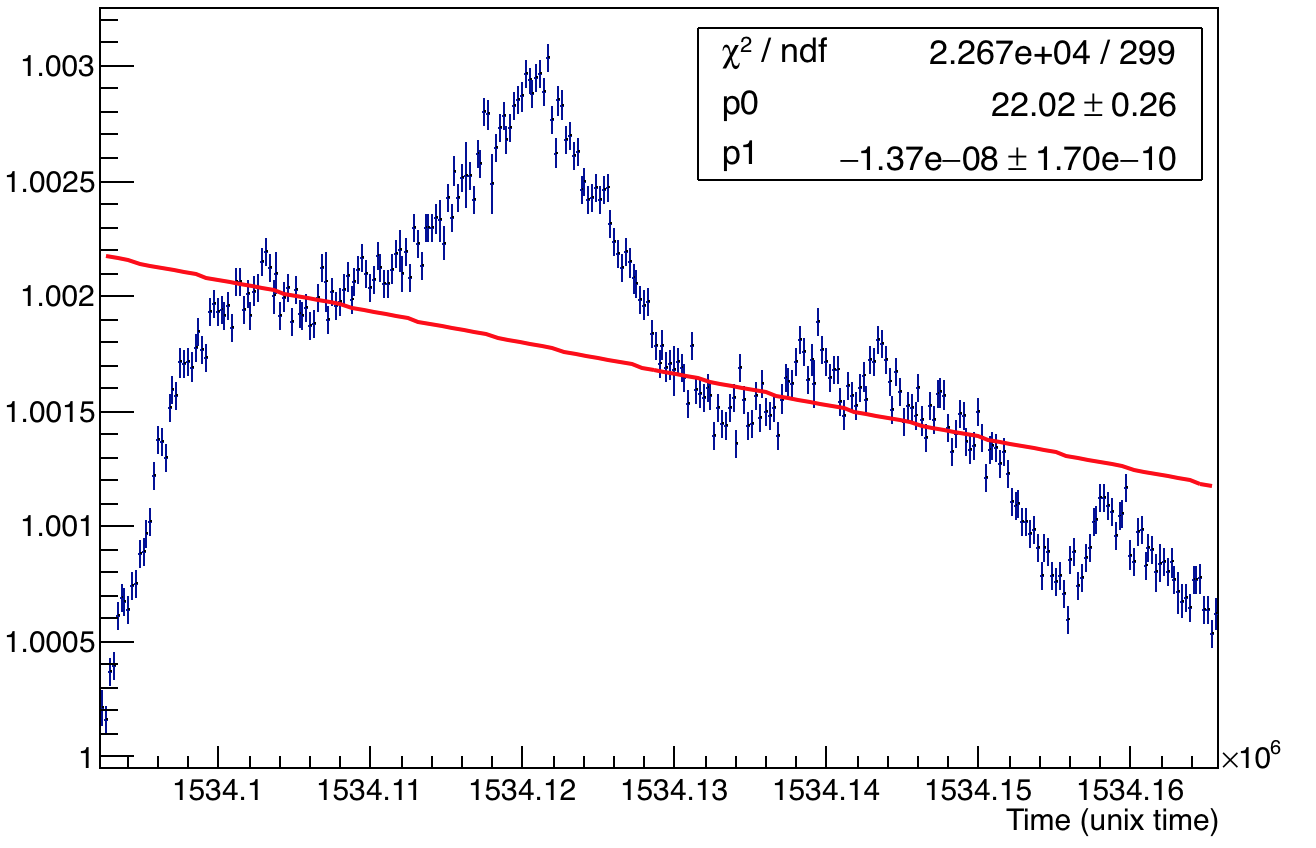 χ² / ndf 2.267e+04 / 299
p0 22.02 ± 0.26
p1 −1.37e−08 ± 1.70e−10
1.003
1.0025
1.002
1.0015
1.001
1.0005
1
1534.1 1534.11 1534.12 1534.13 1534.14 1534.15 1534.16
×10⁶
Time (unix time)